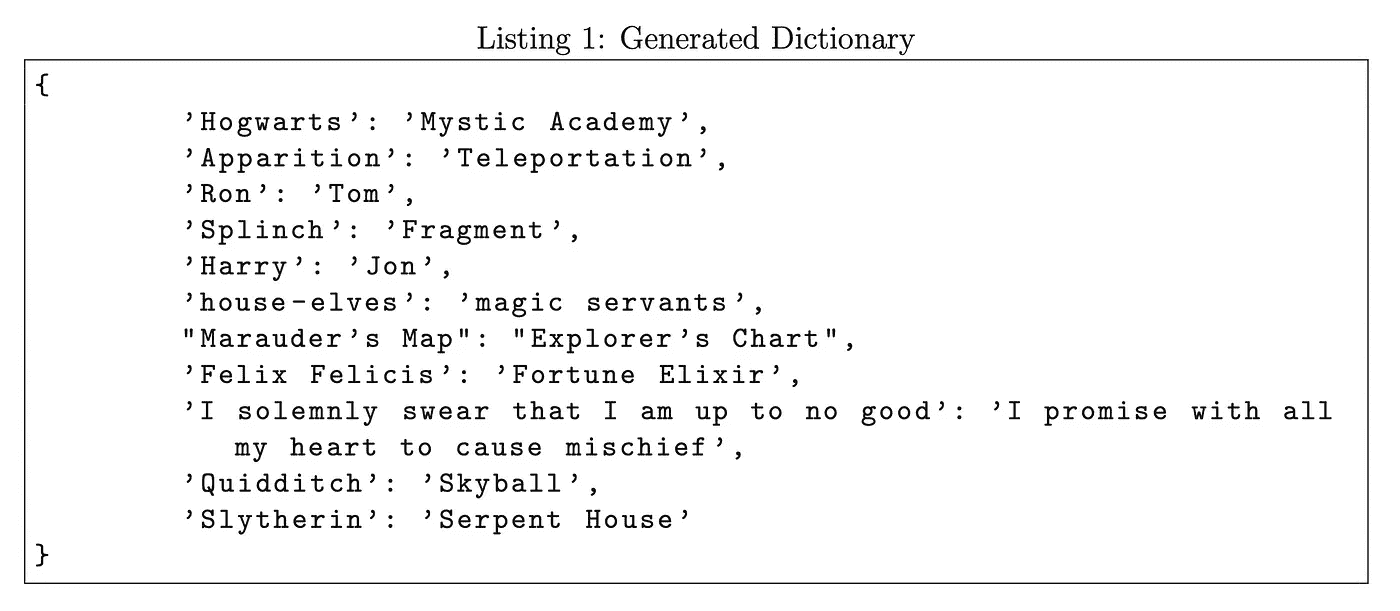 Listing 1: Generated Dictionary
{
'Hogwarts': 'Mystic Academy',
'Apparition': 'Teleportation',
'Ron': 'Tom',
'Splinch': 'Fragment',
'Harry': 'Jon',
'house-elves': 'magic servants',
"Marauder's Map": "Explorer's Chart",
'Felix Felicis': 'Fortune Elixir',
'I solemnly swear that I am up to no good': 'I promise with all
my heart to cause mischief',
'Quidditch': 'Skyball',
'Slytherin': 'Serpent House'
}